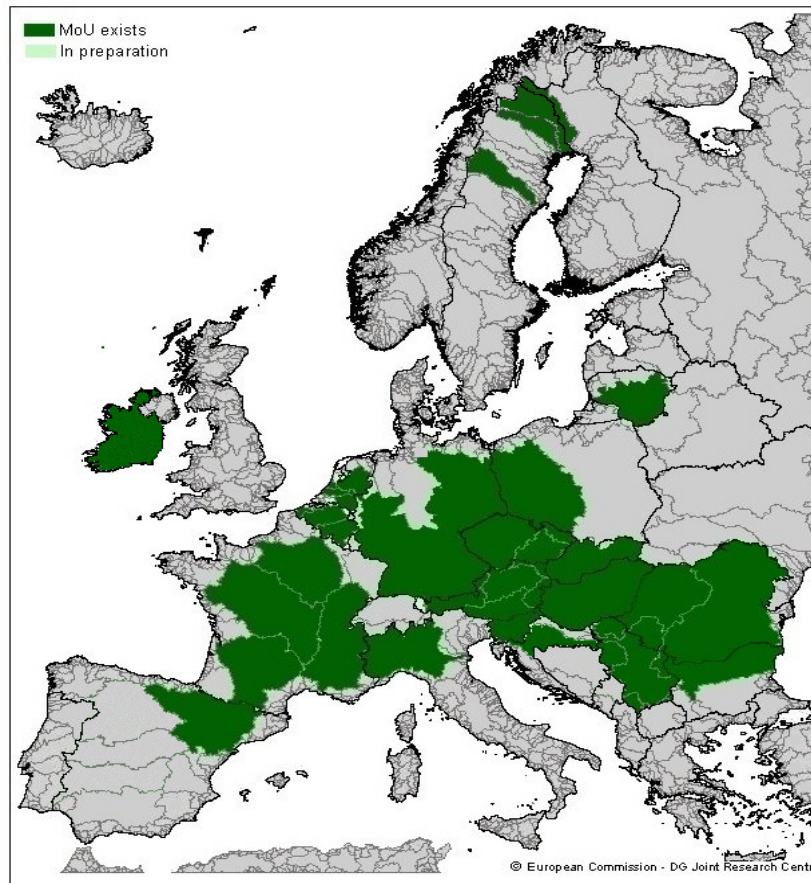 MoU exists
In preparation
© European Commission - DG Joint Research Centr